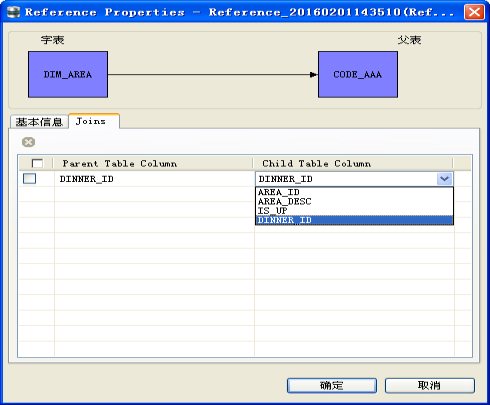 Reference Properties - Reference_20160201143510(Ref...
字表
父表
DIM_AREA
CODE_AAA
基本信息
Joins
Parent Table Column
Child Table Column
DINNER_ID
DINNER_ID
AREA_ID
AREA_DESC
IS_UP
DINNER_ID
确定
取消